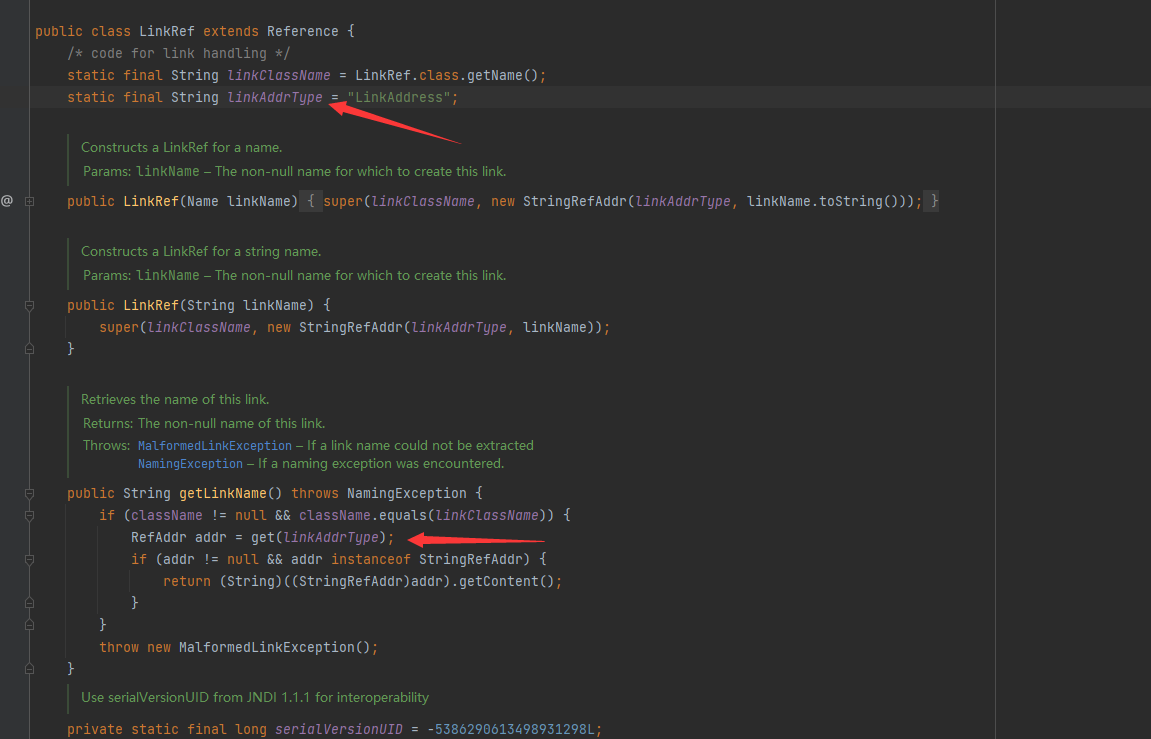 public class LinkRef extends Reference {
/* code for link handling */
static final String linkClassName = LinkRef.class.getName();
static final String linkAddrType = "LinkAddress";
Constructs a LinkRef for a name.
Params: linkName – The non-null name for which to create this link.
@ public LinkRef(Name linkName) { super(linkClassName, new StringRefAddr(linkAddrType, linkName.toString())); }
Constructs a LinkRef for a string name.
Params: linkName – The non-null name for which to create this link.
public LinkRef(String linkName) {
super(linkClassName, new StringRefAddr(linkAddrType, linkName));
}
Retrieves the name of this link.
Returns: The non-null name of this link.
Throws: MalformedLinkException – If a link name could not be extracted
NamingException – If a naming exception was encountered.
public String getLinkName() throws NamingException {
if (className != null && className.equals(linkClassName)) {
RefAddr addr = get(linkAddrType);
if (addr != null && addr instanceof StringRefAddr) {
return (String)((StringRefAddr)addr).getContent();
}
}
throw new MalformedLinkException();
}
Use serialVersionUID from JNDI 1.1.1 for interoperability
private static final long serialVersionUID = -5386290613498931298L;